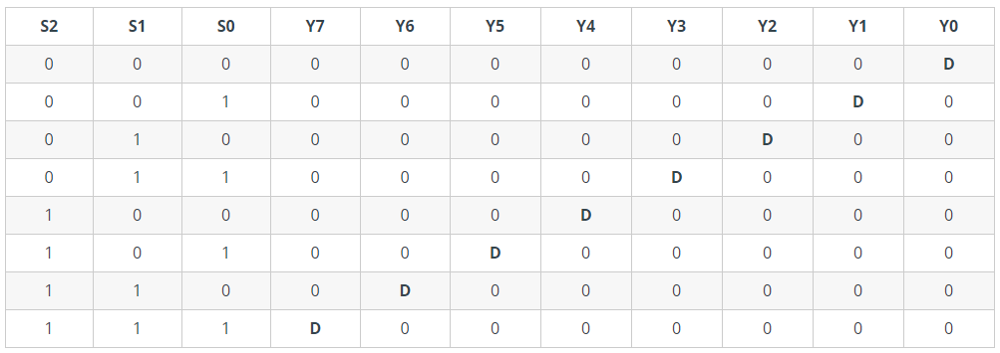 S2 S1 S0 Y7 Y6 Y5 Y4 Y3 Y2 Y1 Y0
0 0 0 0 0 0 0 0 0 0 D
0 0 1 0 0 0 0 0 0 D 0
0 1 0 0 0 0 0 0 D 0 0
0 1 1 0 0 0 0 D 0 0 0
1 0 0 0 0 0 D 0 0 0 0
1 0 1 0 0 D 0 0 0 0 0
1 1 0 0 D 0 0 0 0 0 0
1 1 1 D 0 0 0 0 0 0 0